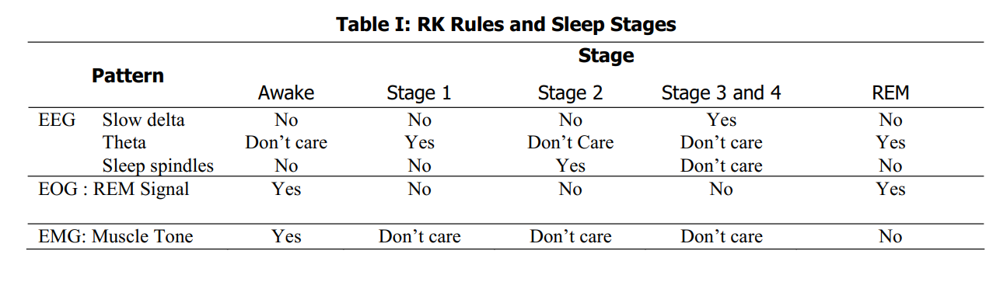 Table I: RK Rules and Sleep Stages
Pattern Stage
Awake Stage 1 Stage 2 Stage 3 and 4 REM
EEG Slow delta No No No Yes No
Theta Don’t care Yes Don’t Care Don’t care Yes
Sleep spindles No No Yes Don’t care No
EOG : REM Signal Yes No No No Yes
EMG: Muscle Tone Yes Don’t care Don’t care Don’t care No